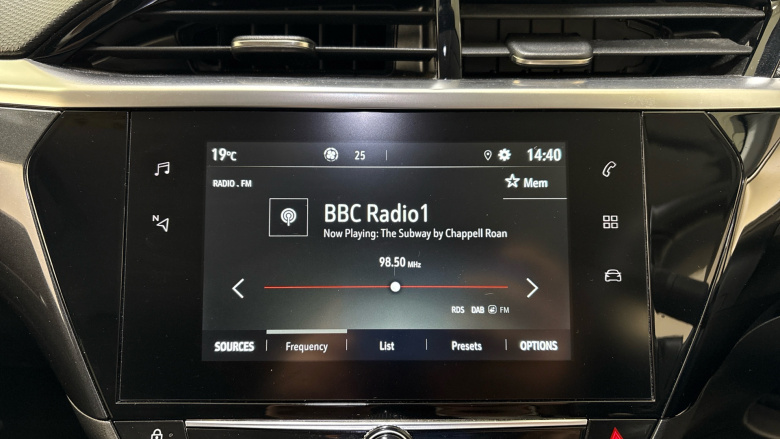 19°C 25 14:40
RADIO . FM
Mem
BBC Radio1
Now Playing: The Subway by Chappell Roan
N
98.50 MHz
RDS DAB FM
SOURCES Frequency List Presets OPTIONS